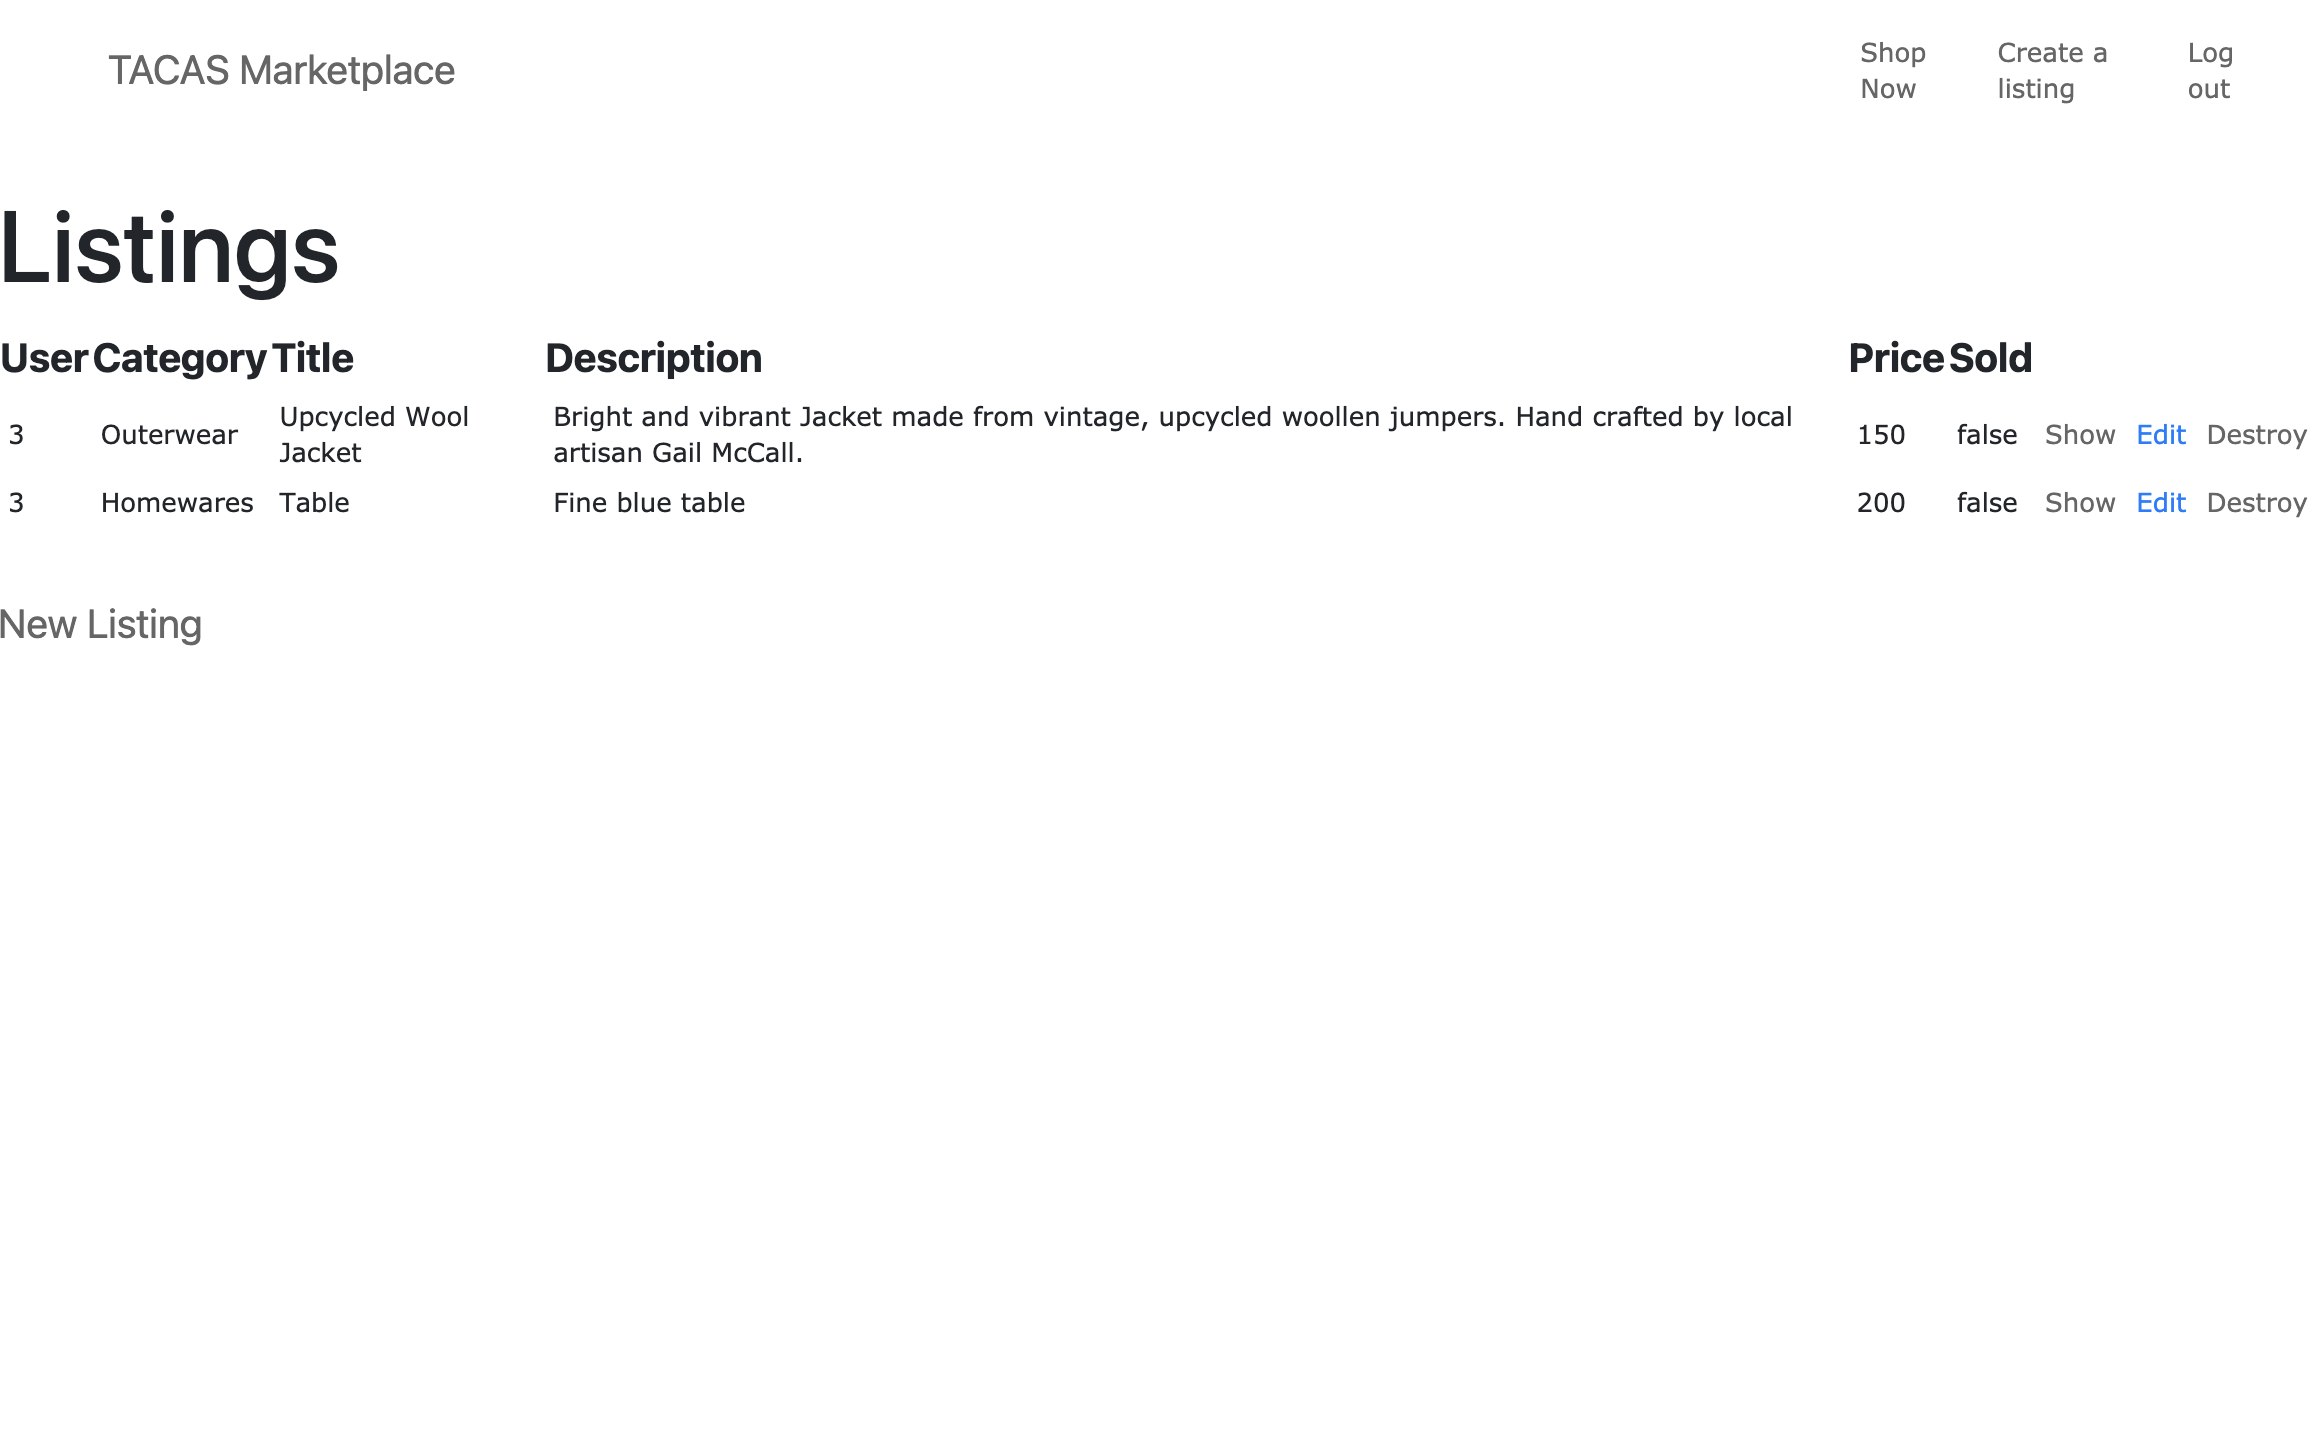 TACAS Marketplace
Shop Now
Create a listing
Log out
Listings
User Category Title Description Price Sold
3 Outerwear Upcycled Wool Jacket Bright and vibrant Jacket made from vintage, upcycled woollen jumpers. Hand crafted by local artisan Gail McCall. 150 false Show Edit Destroy
3 Homewares Table Fine blue table 200 false Show Edit Destroy
New Listing